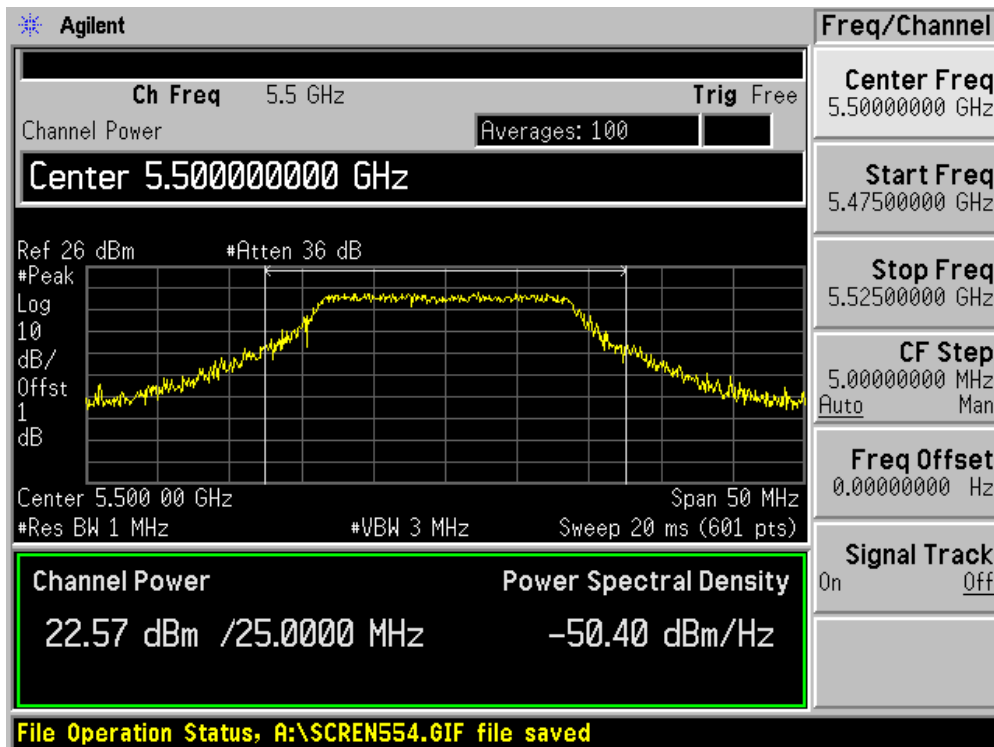 Agilent
Freq/Channel
Ch Freq 5.5 GHz Trig Free
Channel Power Averages: 100
Center 5.500000000 GHz
Ref 26 dBm #Atten 36 dB
#Peak
Log
10
dB/
Offst
1
dB
Center 5.500 00 GHz Span 50 MHz
#Res BW 1 MHz #VBW 3 MHz Sweep 20 ms (601 pts)
Channel Power Power Spectral Density
22.57 dBm /25.0000 MHz -50.40 dBm/Hz
File Operation Status, A:\SCREN554.GIF file saved
Center Freq
5.50000000 GHz
Start Freq
5.47500000 GHz
Stop Freq
5.52500000 GHz
CF Step
5.00000000 MHz
Auto Man
Freq Offset
0.00000000 Hz
Signal Track
On Off